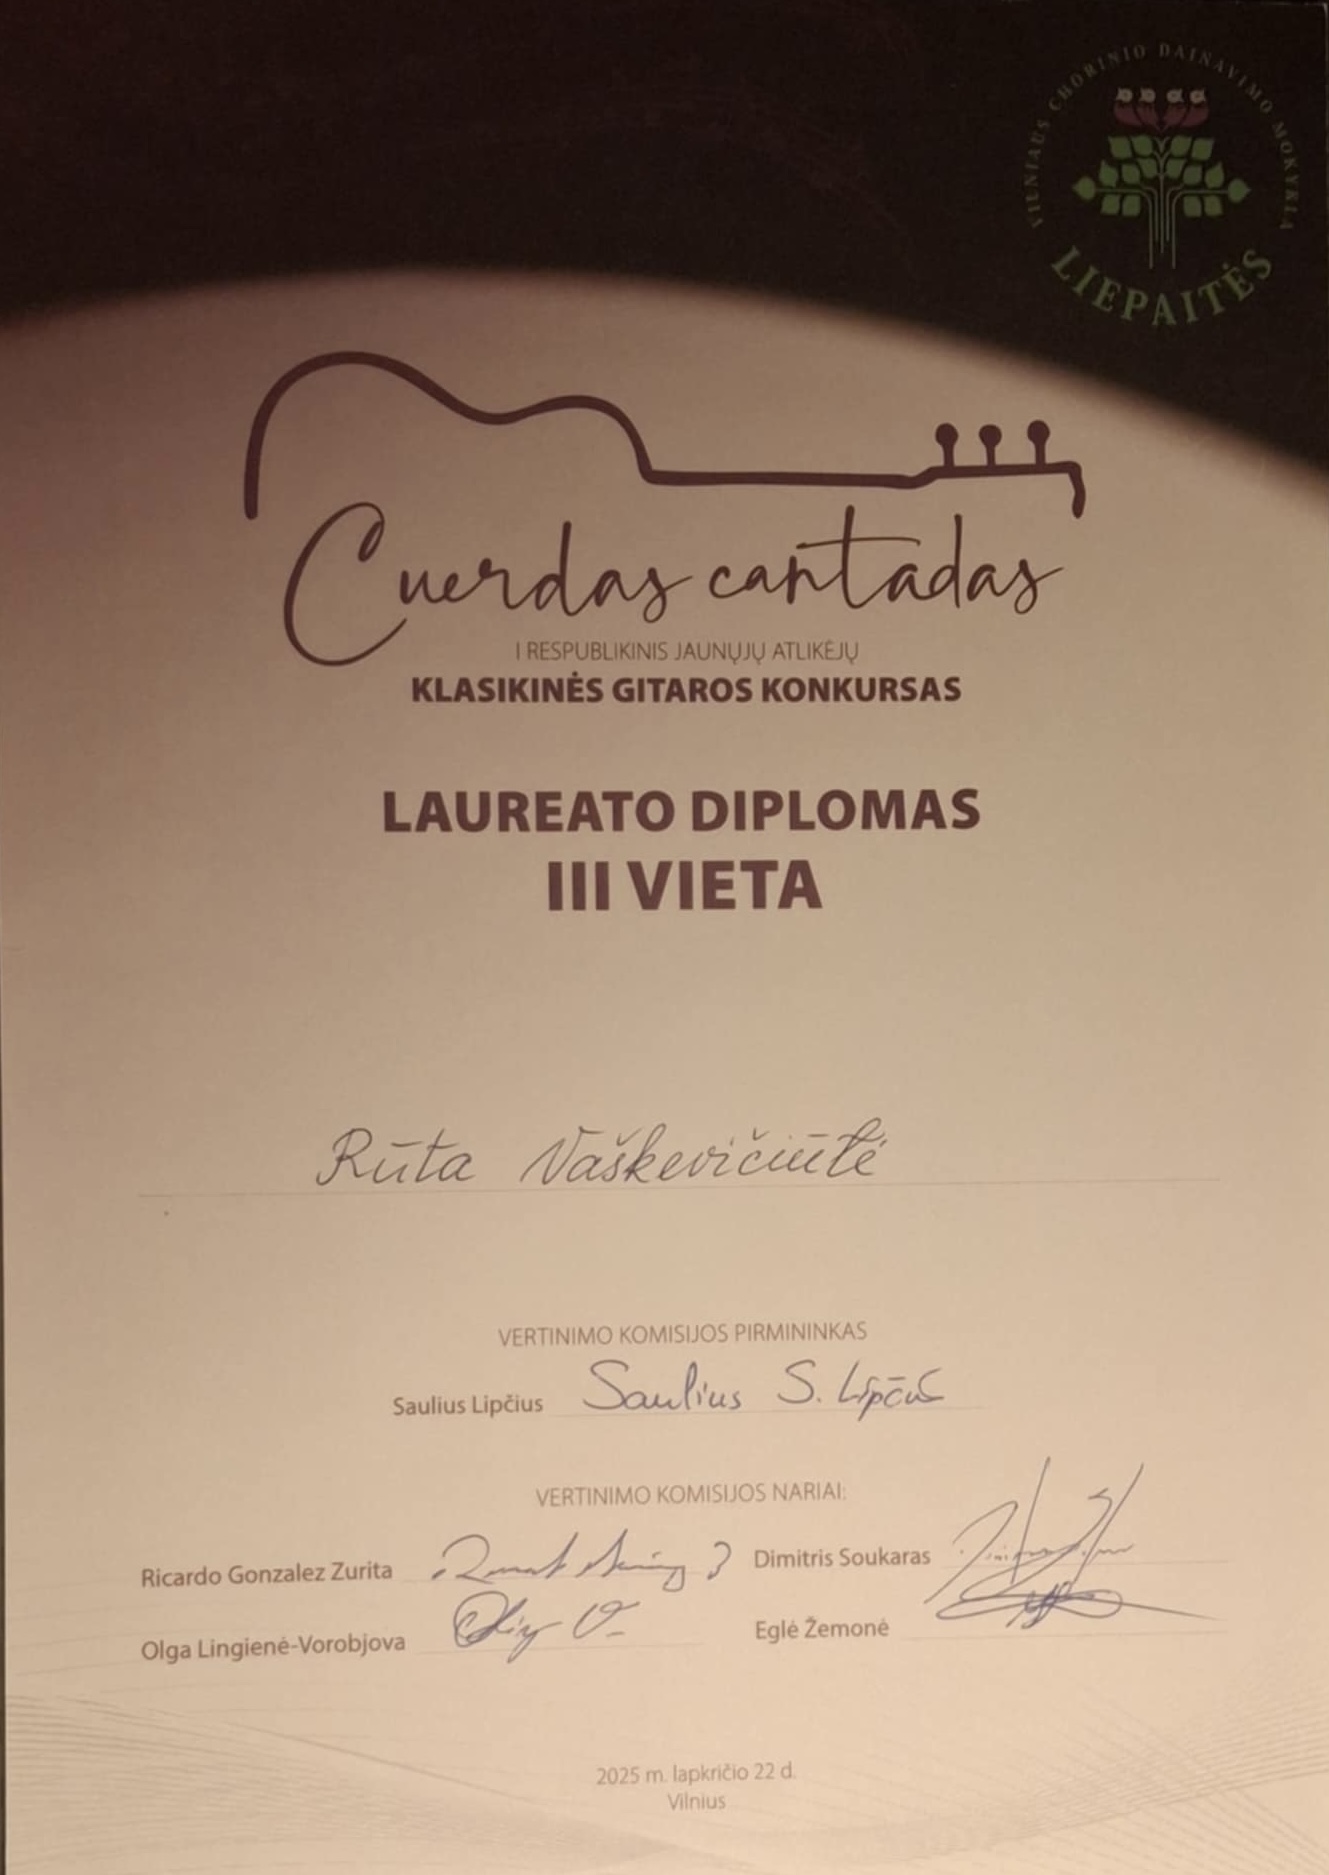 VILNIAUS CHORINIO DAINAVIMO MOKYKLA
LIEPAITĖS
Cuerdas cantadas
I RESPUBLIKINIS JAUNŲJŲ ATLIKĖJŲ
KLASIKINĖS GITAROS KONKURSAS
LAUREATO DIPLOMAS
III VIETA
Rūta Vaškevičiūtė
VERTINIMO KOMISIJOS PIRMININKAS
Saulius Lipčius Saulius S. Lipčius
VERTINIMO KOMISIJOS NARIAI:
Ricardo Gonzalez Zurita
Dimitris Soukaras
Olga Lingienė-Vorobjova
Eglė Žemonė
2025 m. lapkričio 22 d.
Vilnius